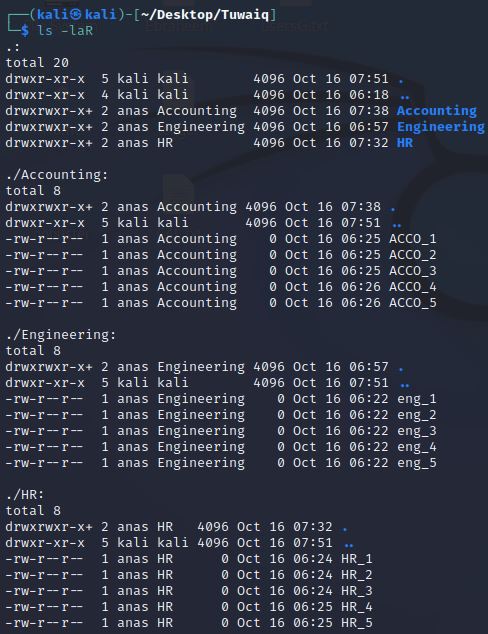 ┌──(kali㉿kali)-[~/Desktop/Tuwaiq]
└─$ ls -laR
.:
total 20
drwxr-xr-x  5 kali kali        4096 Oct 16 07:51 .
drwxr-xr-x  4 kali kali        4096 Oct 16 06:18 ..
drwxrwxr-x+ 2 anas Accounting  4096 Oct 16 07:38 Accounting
drwxrwxr-x+ 2 anas Engineering 4096 Oct 16 06:57 Engineering
drwxrwxr-x+ 2 anas HR          4096 Oct 16 07:32 HR

./Accounting:
total 8
drwxrwxr-x+ 2 anas Accounting 4096 Oct 16 07:38 .
drwxr-xr-x  5 kali kali       4096 Oct 16 07:51 ..
-rw-r--r--  1 anas Accounting    0 Oct 16 06:25 ACCO_1
-rw-r--r--  1 anas Accounting    0 Oct 16 06:25 ACCO_2
-rw-r--r--  1 anas Accounting    0 Oct 16 06:25 ACCO_3
-rw-r--r--  1 anas Accounting    0 Oct 16 06:26 ACCO_4
-rw-r--r--  1 anas Accounting    0 Oct 16 06:26 ACCO_5

./Engineering:
total 8
drwxrwxr-x+ 2 anas Engineering 4096 Oct 16 06:57 .
drwxr-xr-x  5 kali kali        4096 Oct 16 07:51 ..
-rw-r--r--  1 anas Engineering    0 Oct 16 06:22 eng_1
-rw-r--r--  1 anas Engineering    0 Oct 16 06:22 eng_2
-rw-r--r--  1 anas Engineering    0 Oct 16 06:22 eng_3
-rw-r--r--  1 anas Engineering    0 Oct 16 06:22 eng_4
-rw-r--r--  1 anas Engineering    0 Oct 16 06:22 eng_5

./HR:
total 8
drwxrwxr-x+ 2 anas HR   4096 Oct 16 07:32 .
drwxr-xr-x  5 kali kali 4096 Oct 16 07:51 ..
-rw-r--r--  1 anas HR      0 Oct 16 06:24 HR_1
-rw-r--r--  1 anas HR      0 Oct 16 06:24 HR_2
-rw-r--r--  1 anas HR      0 Oct 16 06:24 HR_3
-rw-r--r--  1 anas HR      0 Oct 16 06:25 HR_4
-rw-r--r--  1 anas HR      0 Oct 16 06:25 HR_5